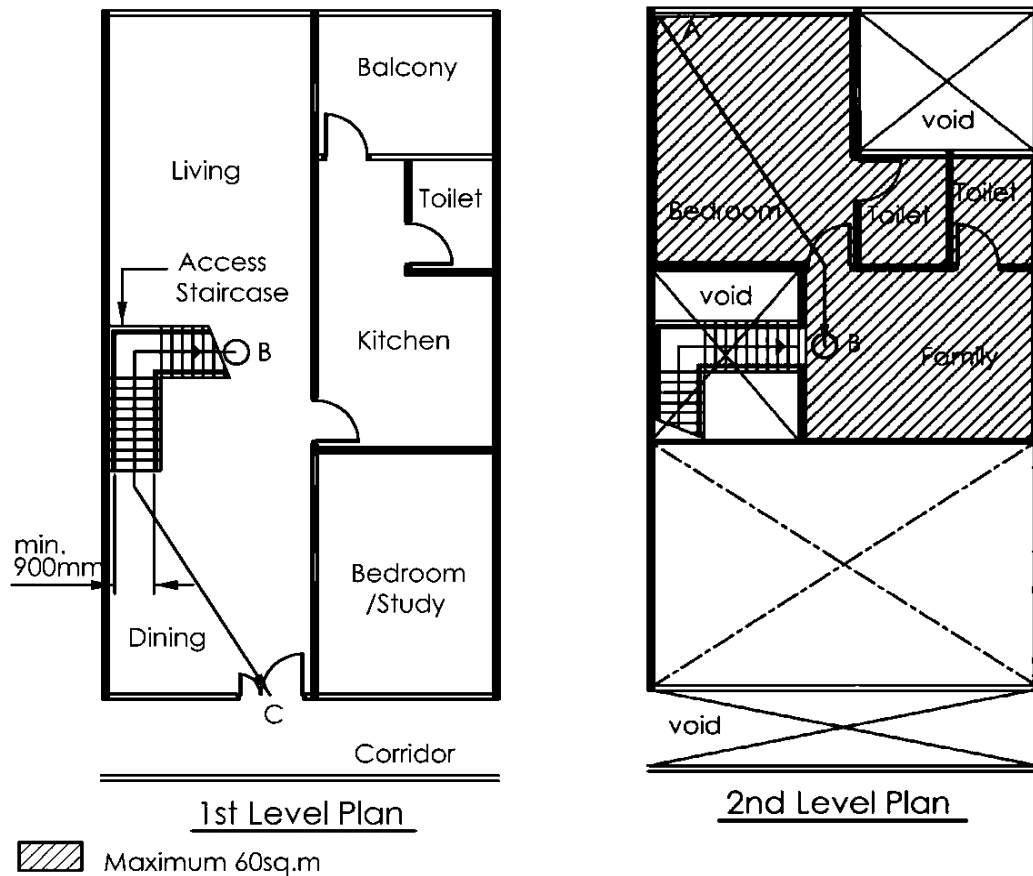 Balcony
Living
Toilet
Access
Staircase
B
Kitchen
min.
900mm
Bedroom
/Study
Dining
C
Corridor
1st Level Plan
A
void
Bedroom
Toilet
Toilet
void
B
Family
void
2nd Level Plan
Maximum 60sq.m